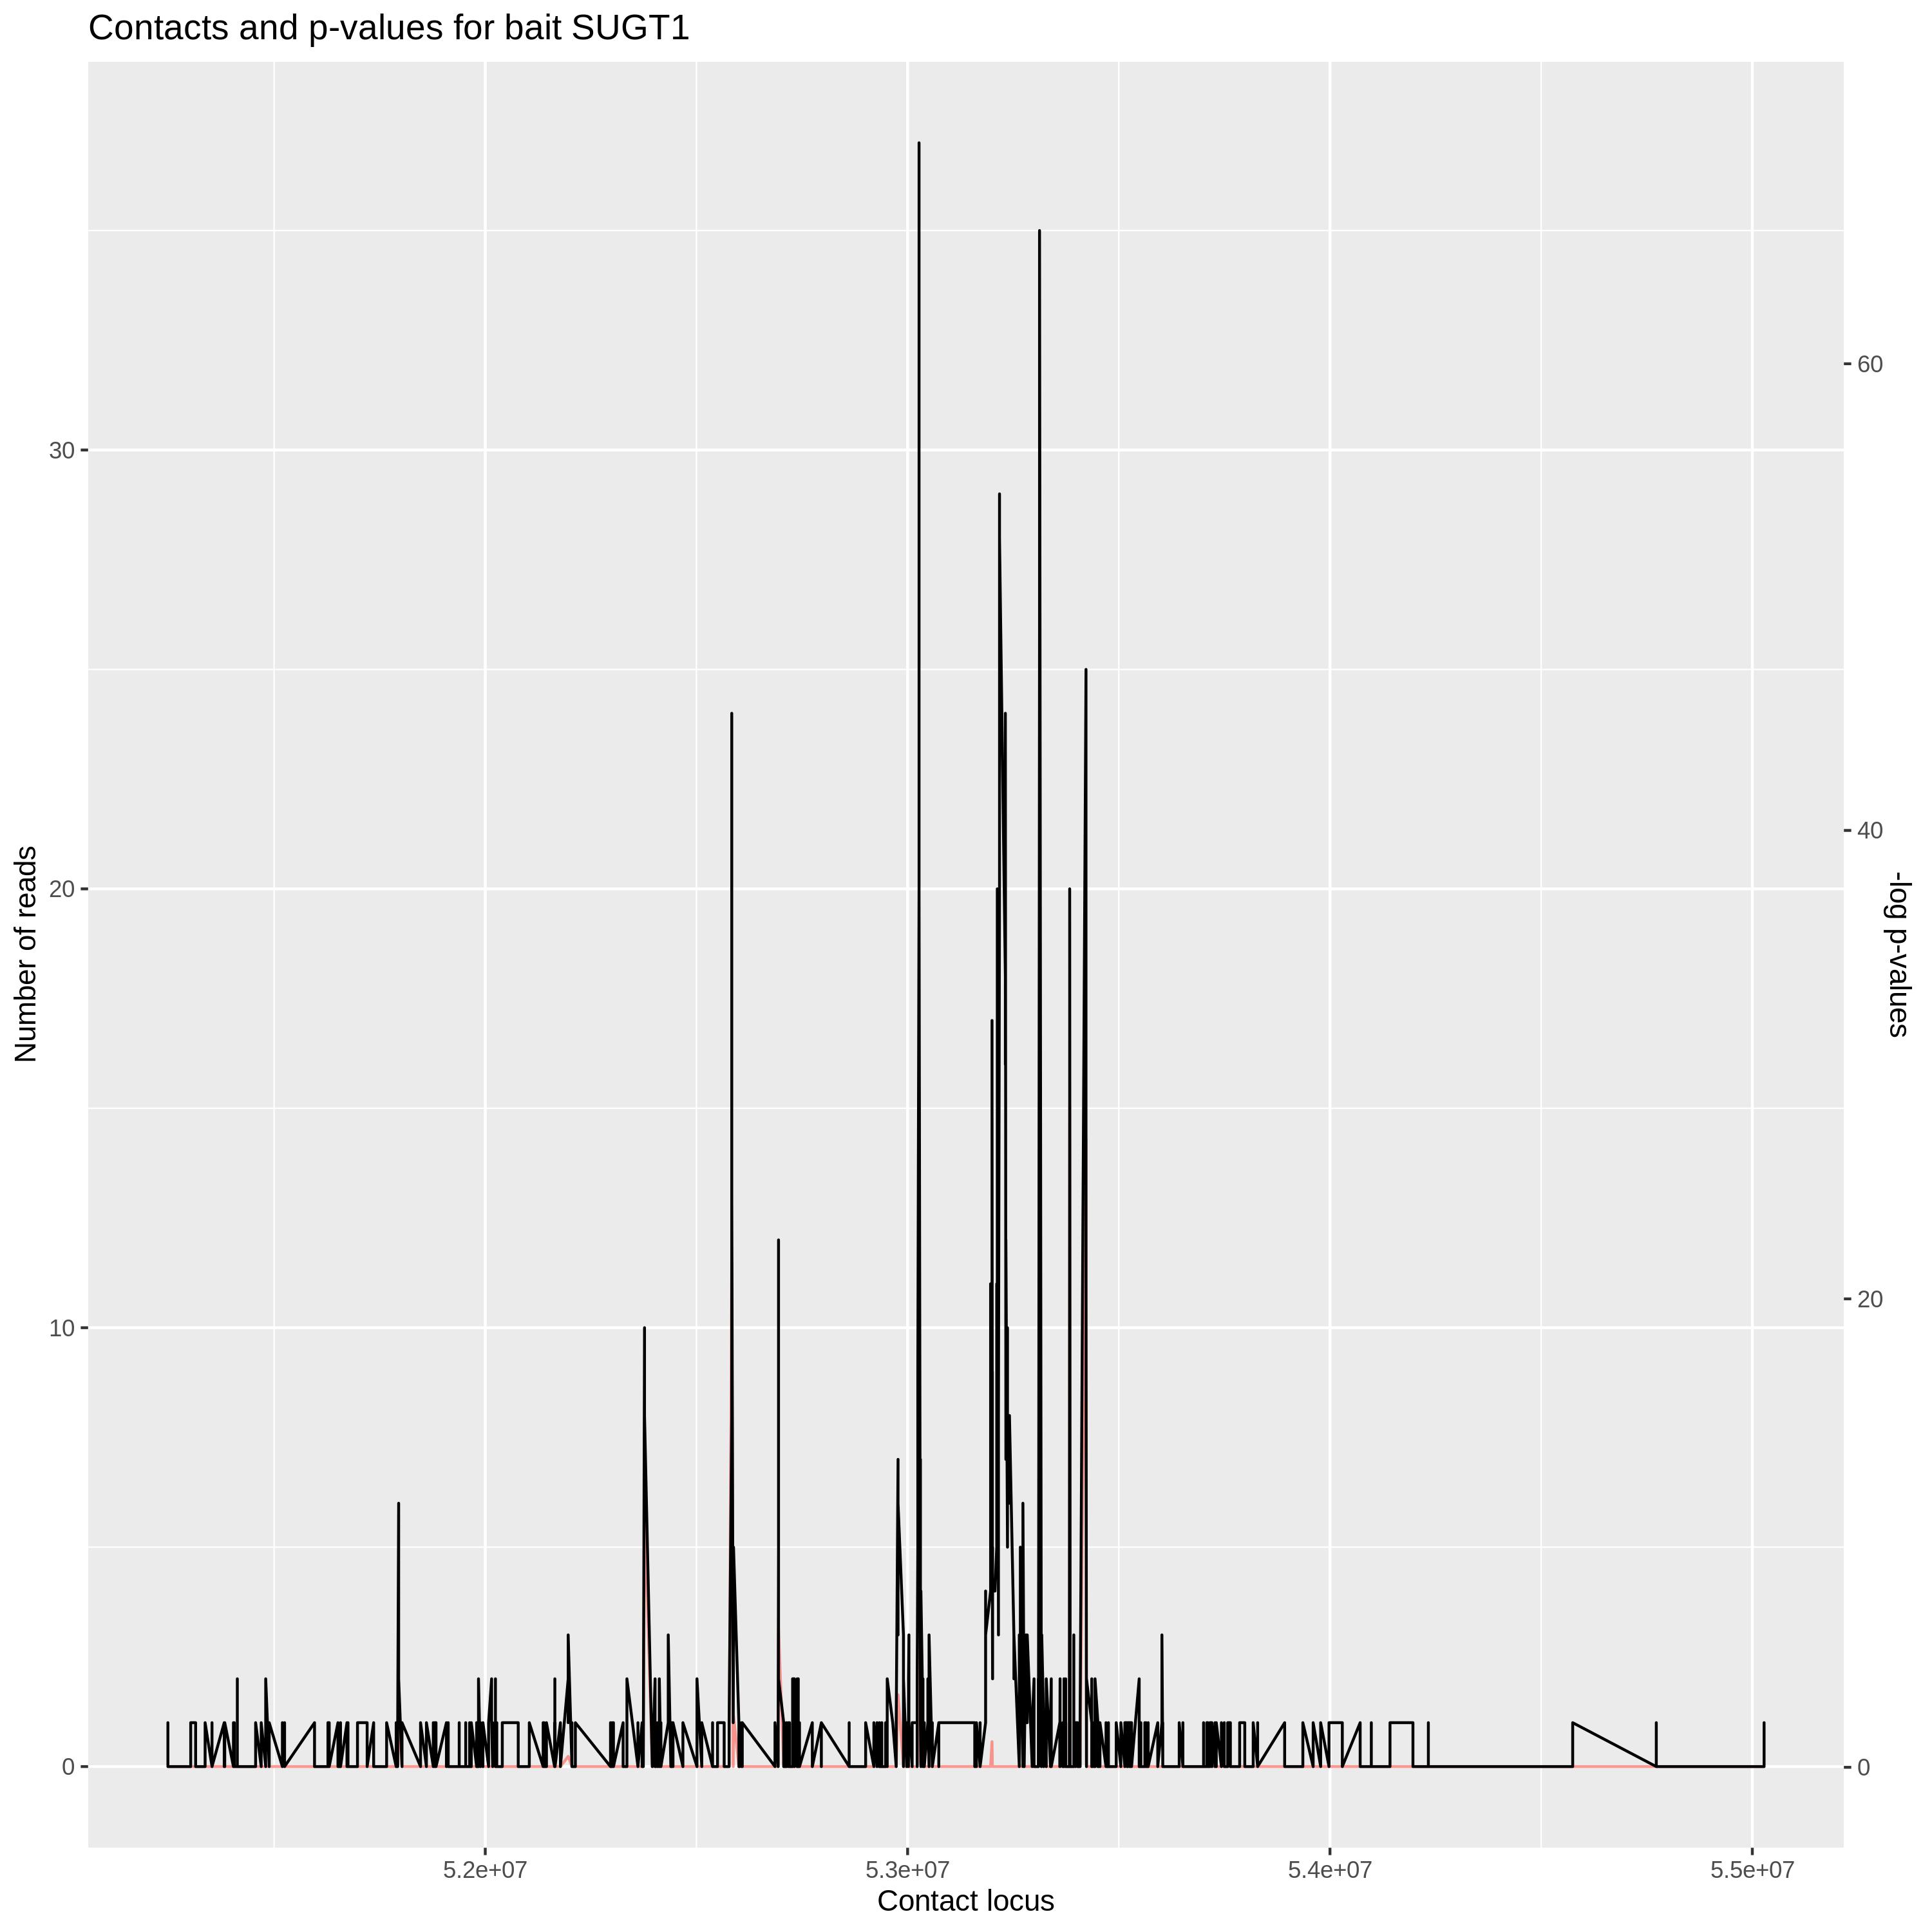 Contacts and p-values for bait SUGT1
30
20
10
0
60
40
20
0
Number of reads
-log p-values
5.2e+07
5.3e+07
5.4e+07
5.5e+07
Contact locus